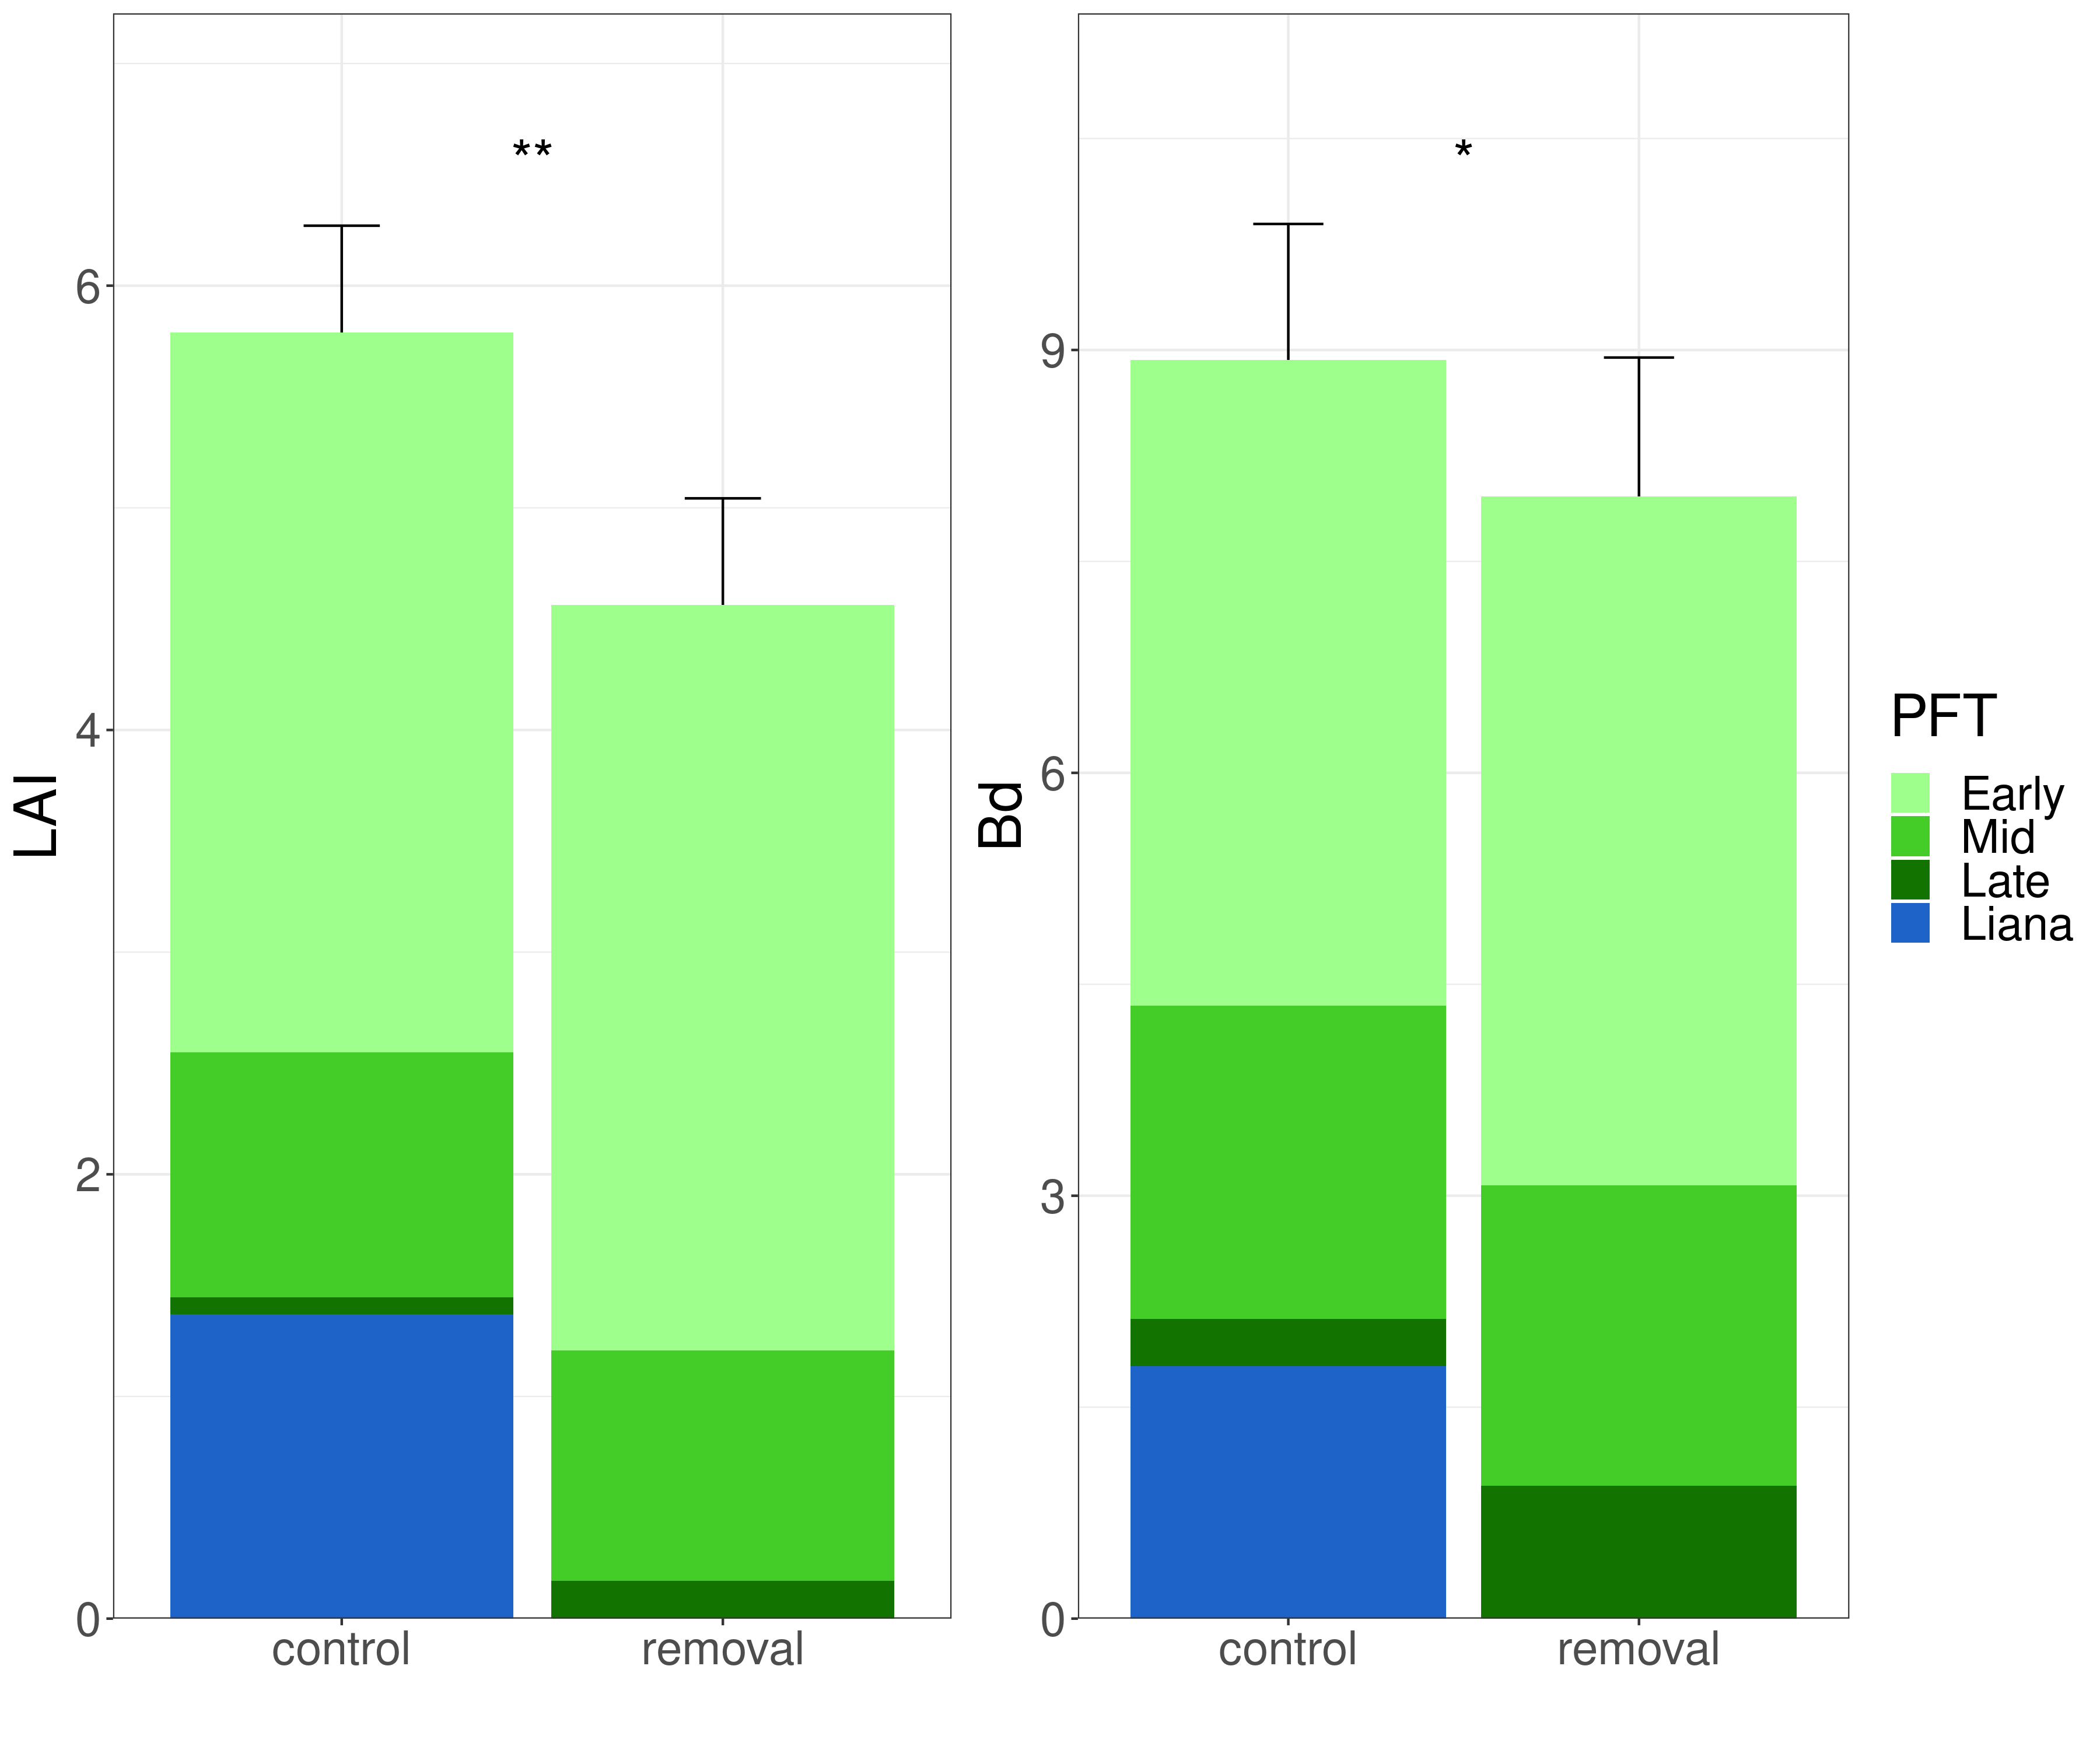 LAI
6
4
2
0
**
control removal
Bd
9
6
3
0
*
control removal
PFT
Early
Mid
Late
Liana